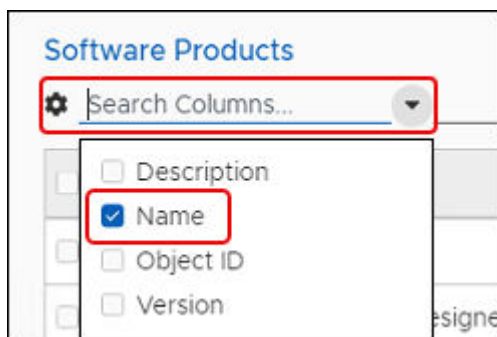 Software Products
Search Columns...
Description
Name
Object ID
Version